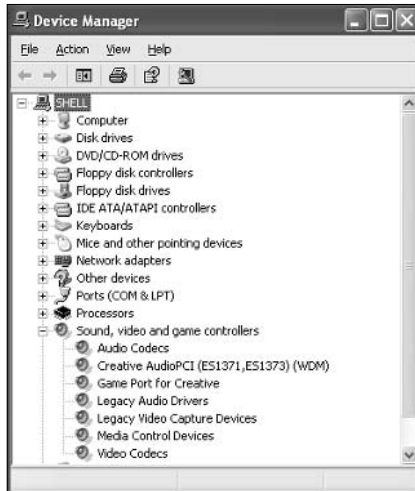 Device Manager
File Action View Help
SHELL
Computer
Disk drives
DVD/CD-ROM drives
Floppy disk controllers
Floppy disk drives
IDE ATA/ATAPI controllers
Keyboards
Mice and other pointing devices
Network adapters
Other devices
Ports (COM & LPT)
Processors
Sound, video and game controllers
Audio Codecs
Creative AudioPCI (ES1371,ES1373) (WDM)
Game Port for Creative
Legacy Audio Drivers
Legacy Video Capture Devices
Media Control Devices
Video Codecs